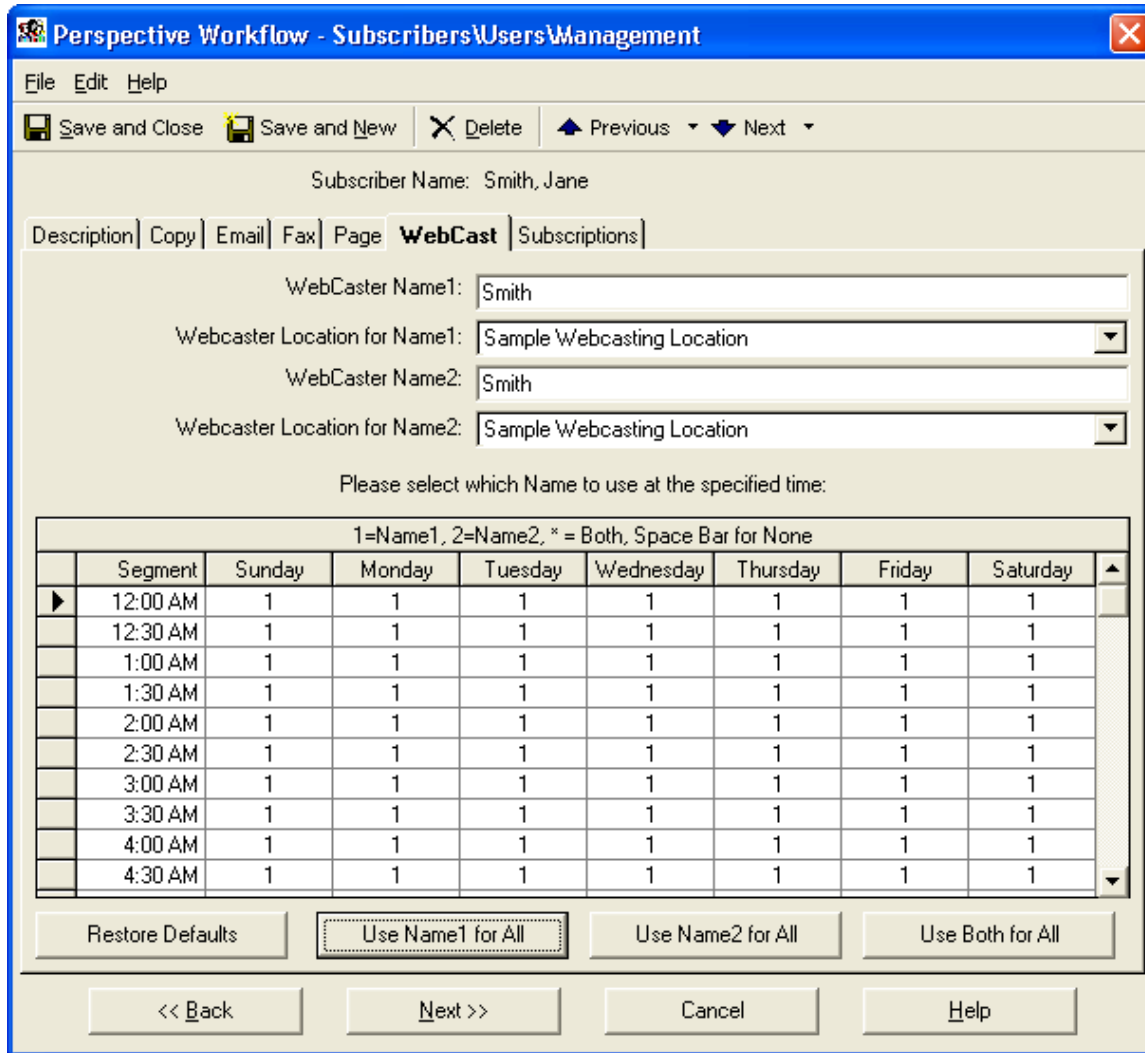 Perspective Workflow - Subscribers\Users\Management
File Edit Help
Save and Close Save and New Delete Previous Next
Subscriber Name: Smith, Jane
Description Copy Email Fax Page WebCast Subscriptions
WebCaster Name1: Smith
Webcaster Location for Name1: Sample Webcasting Location
WebCaster Name2: Smith
Webcaster Location for Name2: Sample Webcasting Location
Please select which Name to use at the specified time:
1=Name1, 2=Name2, * = Both, Space Bar for None
Segment Sunday Monday Tuesday Wednesday Thursday Friday Saturday
12:00 AM 1 1 1 1 1 1 1
12:30 AM 1 1 1 1 1 1 1
1:00 AM 1 1 1 1 1 1 1
1:30 AM 1 1 1 1 1 1 1
2:00 AM 1 1 1 1 1 1 1
2:30 AM 1 1 1 1 1 1 1
3:00 AM 1 1 1 1 1 1 1
3:30 AM 1 1 1 1 1 1 1
4:00 AM 1 1 1 1 1 1 1
4:30 AM 1 1 1 1 1 1 1
Restore Defaults Use Name1 for All Use Name2 for All Use Both for All
<< Back Next >> Cancel Help